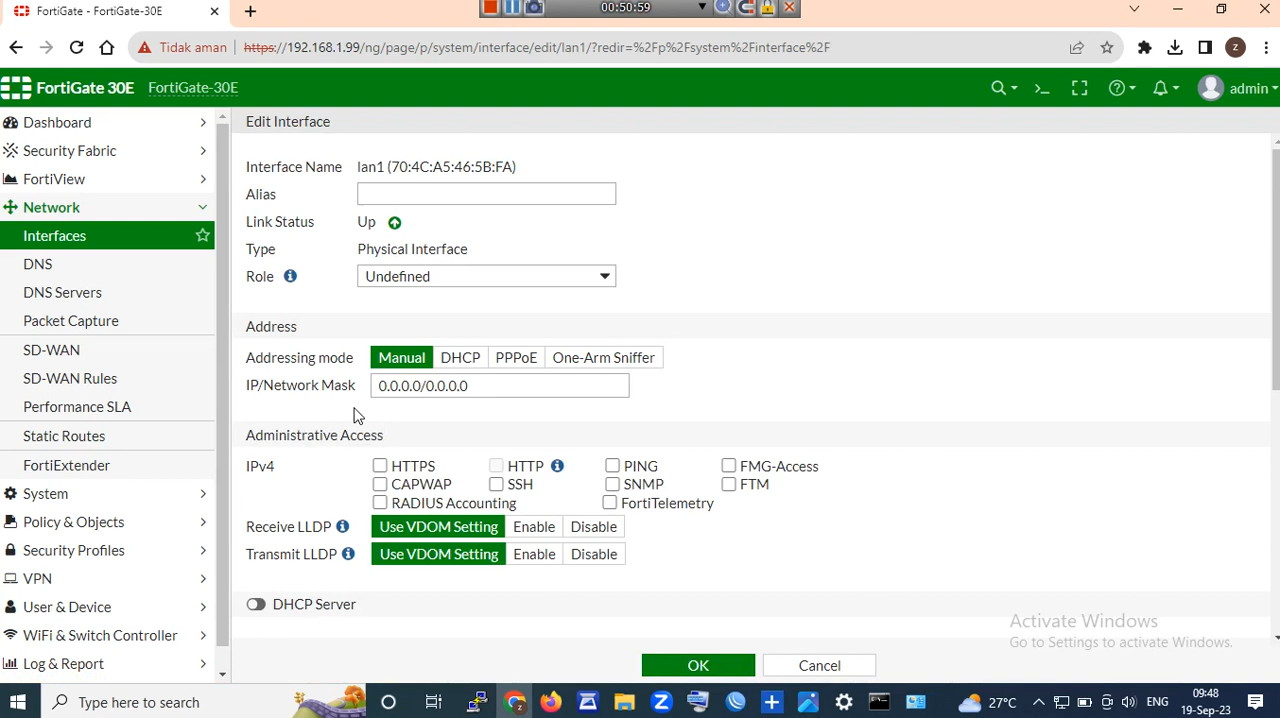 FortiGate - FortiGate-30E
00:50:59
Tidak aman
https://192.168.1.99/ng/page/p/system/interface/edit/lan1/?redir=%2Fp%2Fsystem%2Finterface%2F
z
FortiGate 30E
FortiGate-30E
admin
Dashboard
Security Fabric
FortiView
Network
Interfaces
DNS
DNS Servers
Packet Capture
SD-WAN
SD-WAN Rules
Performance SLA
Static Routes
FortiExtender
System
Policy & Objects
Security Profiles
VPN
User & Device
WiFi & Switch Controller
Log & Report
Edit Interface
Interface Name lan1 (70:4C:A5:46:5B:FA)
Alias
Link Status Up
Type Physical Interface
Role Undefined
Address
Addressing mode Manual DHCP PPPoE One-Arm Sniffer
IP/Network Mask 0.0.0.0/0.0.0.0
Administrative Access
IPv4 HTTPS HTTP PING FMG-Access
CAPWAP SSH SNMP FTM
RADIUS Accounting FortiTelemetry
Receive LLDP Use VDOM Setting Enable Disable
Transmit LLDP Use VDOM Setting Enable Disable
DHCP Server
Activate Windows
Go to Settings to activate Windows.
OK Cancel
Type here to search
27°C
ENG
09:48
19-Sep-23